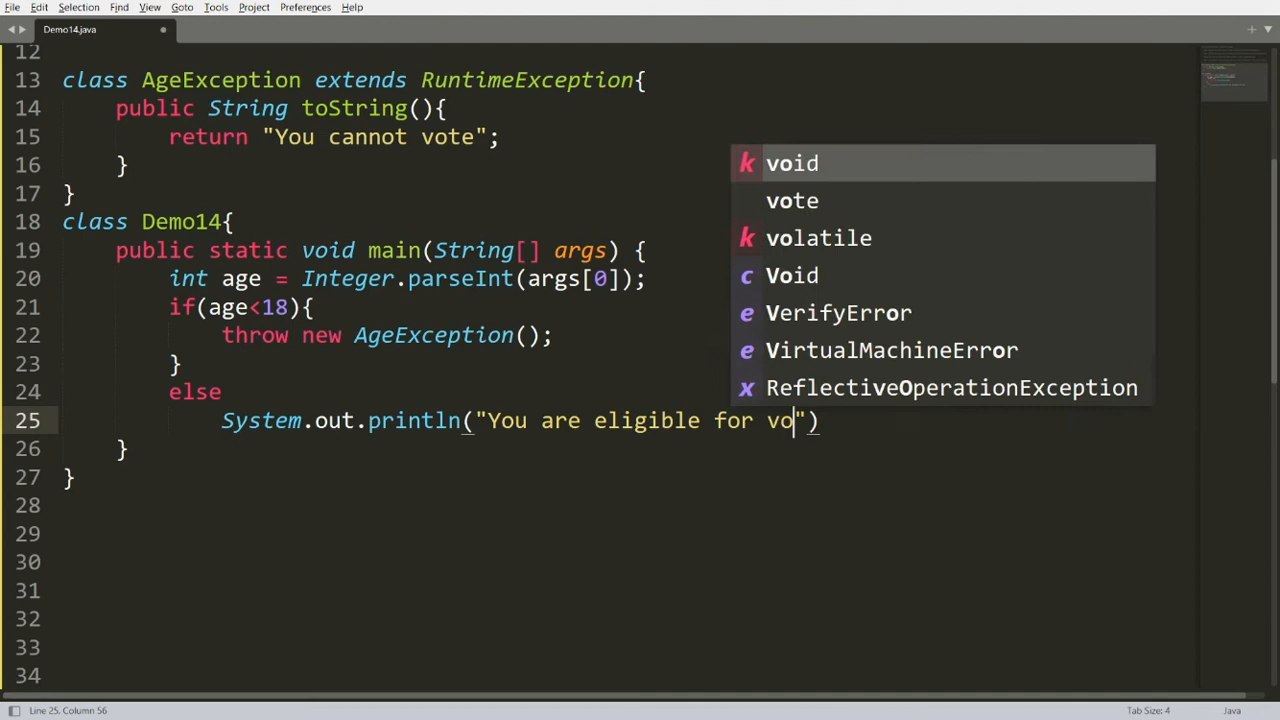 File Edit Selection Find View Goto Tools Project Preferences Help
Demo14.java
12
13 class AgeException extends RuntimeException{
14 public String toString(){
15 return "You cannot vote";
16 }
17 }
18 class Demo14{
19 public static void main(String[] args) {
20 int age = Integer.parseInt(args[0]);
21 if(age<18){
22 throw new AgeException();
23 }
24 else
25 System.out.println("You are eligible for vo")
26 }
27 }
28
29
30
31
32
33
34
k void
vote
k volatile
c Void
e VerifyError
e VirtualMachineError
x ReflectiveOperationException
Line 25, Column 56
Tab Size: 4
Java